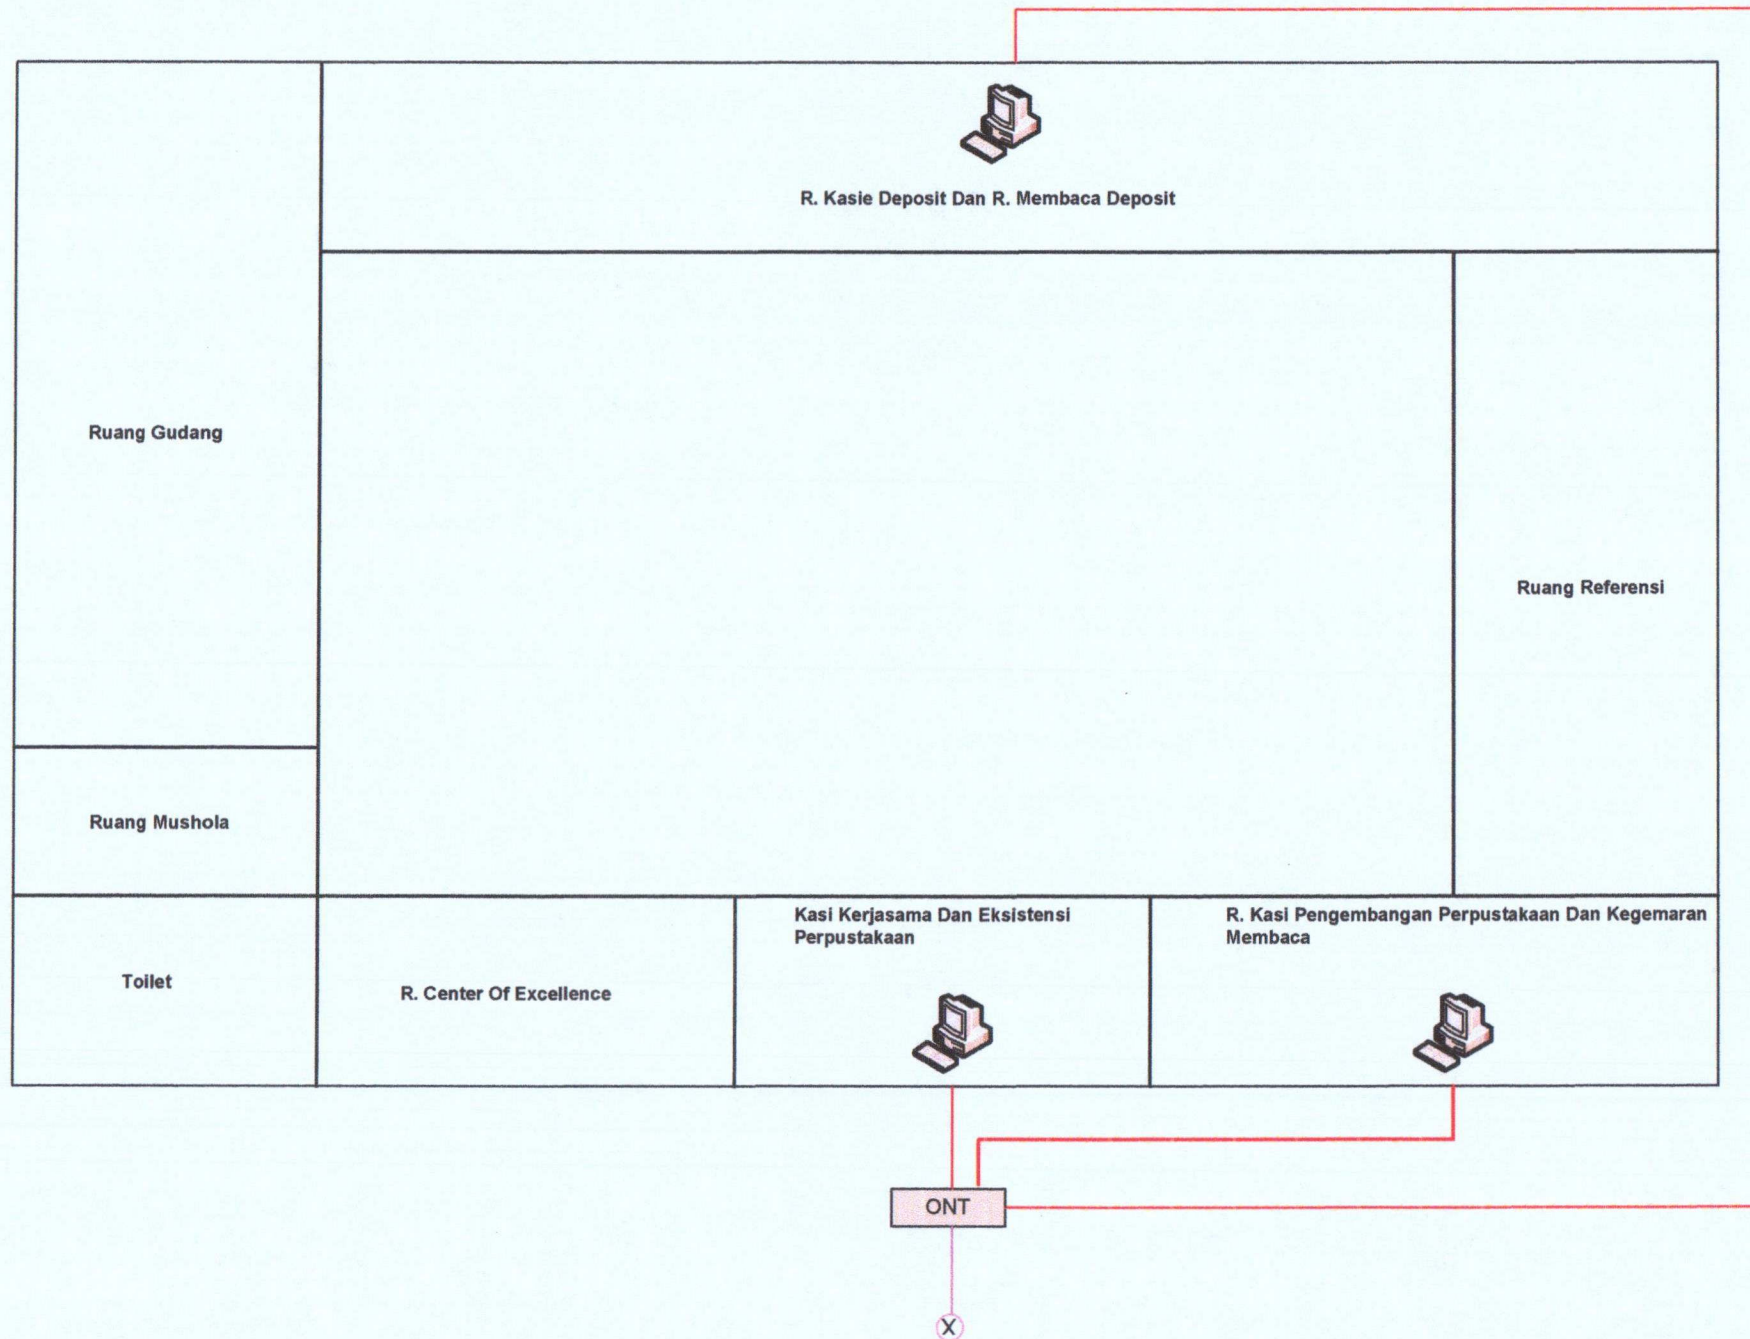 R. Kasie Deposit Dan R. Membaca Deposit
Ruang Gudang
Ruang Referensi
Ruang Mushola
Toilet
R. Center Of Excellence
Kasi Kerjasama Dan Eksistensi
Perpustakaan
R. Kasi Pengembangan Perpustakaan Dan Kegemaran
Membaca
ONT
X